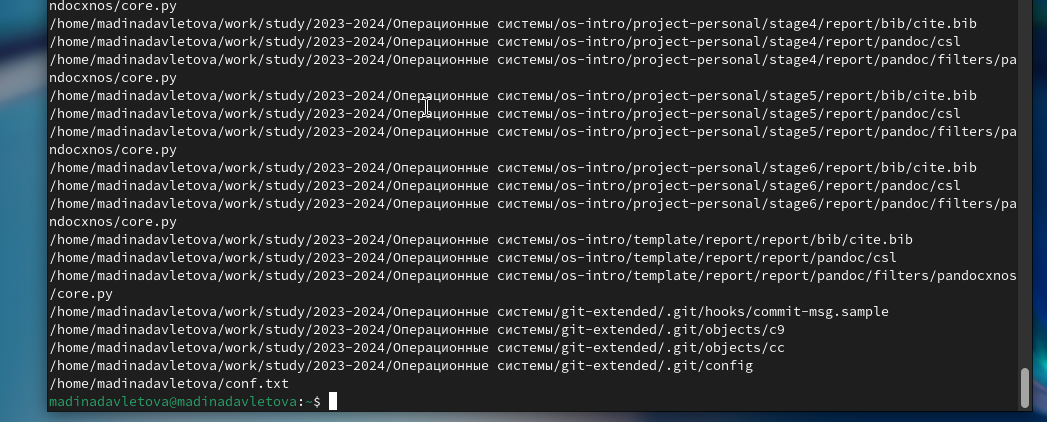 ndocxnos/core.py
/home/madinadavletova/work/study/2023-2024/Операционные системы/os-intro/project-personal/stage4/report/bib/cite.bib
/home/madinadavletova/work/study/2023-2024/Операционные системы/os-intro/project-personal/stage4/report/pandoc/csl
/home/madinadavletova/work/study/2023-2024/Операционные системы/os-intro/project-personal/stage4/report/pandoc/filters/pa
ndocxnos/core.py
/home/madinadavletova/work/study/2023-2024/Операционные системы/os-intro/project-personal/stage5/report/bib/cite.bib
/home/madinadavletova/work/study/2023-2024/Операционные системы/os-intro/project-personal/stage5/report/pandoc/csl
/home/madinadavletova/work/study/2023-2024/Операционные системы/os-intro/project-personal/stage5/report/pandoc/filters/pa
ndocxnos/core.py
/home/madinadavletova/work/study/2023-2024/Операционные системы/os-intro/project-personal/stage6/report/bib/cite.bib
/home/madinadavletova/work/study/2023-2024/Операционные системы/os-intro/project-personal/stage6/report/pandoc/csl
/home/madinadavletova/work/study/2023-2024/Операционные системы/os-intro/project-personal/stage6/report/pandoc/filters/pa
ndocxnos/core.py
/home/madinadavletova/work/study/2023-2024/Операционные системы/os-intro/template/report/report/bib/cite.bib
/home/madinadavletova/work/study/2023-2024/Операционные системы/os-intro/template/report/report/pandoc/csl
/home/madinadavletova/work/study/2023-2024/Операционные системы/os-intro/template/report/report/pandoc/filters/pandocxnos
/core.py
/home/madinadavletova/work/study/2023-2024/Операционные системы/git-extended/.git/hooks/commit-msg.sample
/home/madinadavletova/work/study/2023-2024/Операционные системы/git-extended/.git/objects/c9
/home/madinadavletova/work/study/2023-2024/Операционные системы/git-extended/.git/objects/cc
/home/madinadavletova/work/study/2023-2024/Операционные системы/git-extended/.git/config
/home/madinadavletova/conf.txt
madinadavletova@madinadavletova:~$